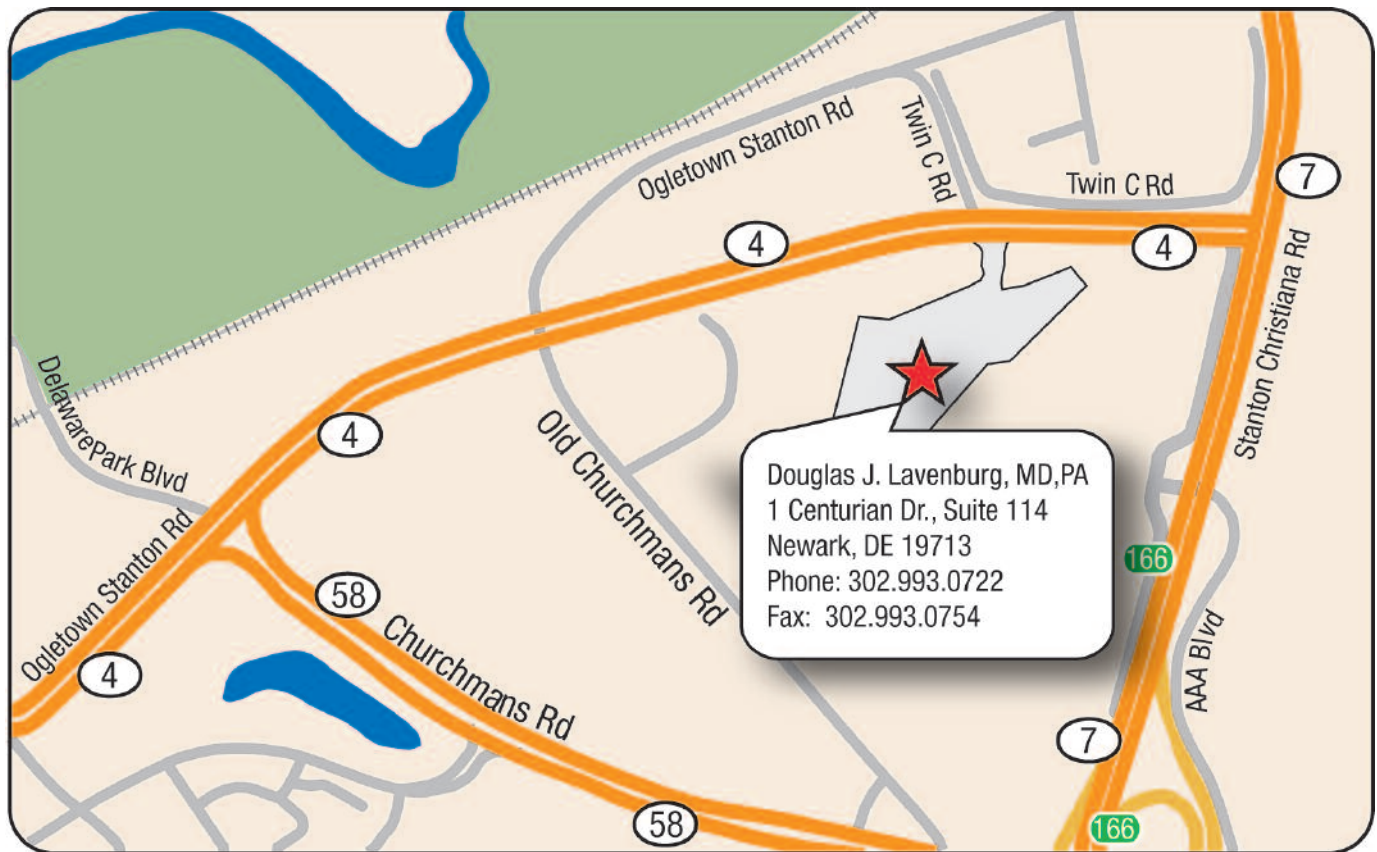 Ogletown Stanton Rd
Twin C Rd
Twin C Rd
7
4
4
Stanton Christiana Rd
DelawarePark Blvd
4
Old Churchmans Rd
Douglas J. Lavenburg, MD,PA
1 Centurian Dr., Suite 114
Newark, DE 19713
Phone: 302.993.0722
Fax: 302.993.0754
166
Ogletown Stanton Rd
58
Churchmans Rd
4
AAA Blvd
7
58
166